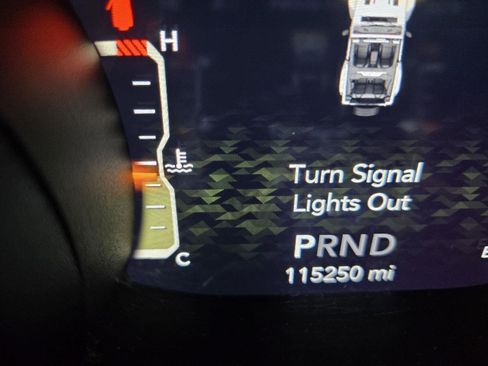 H
Turn Signal
Lights Out
PRND
C
115250 mi